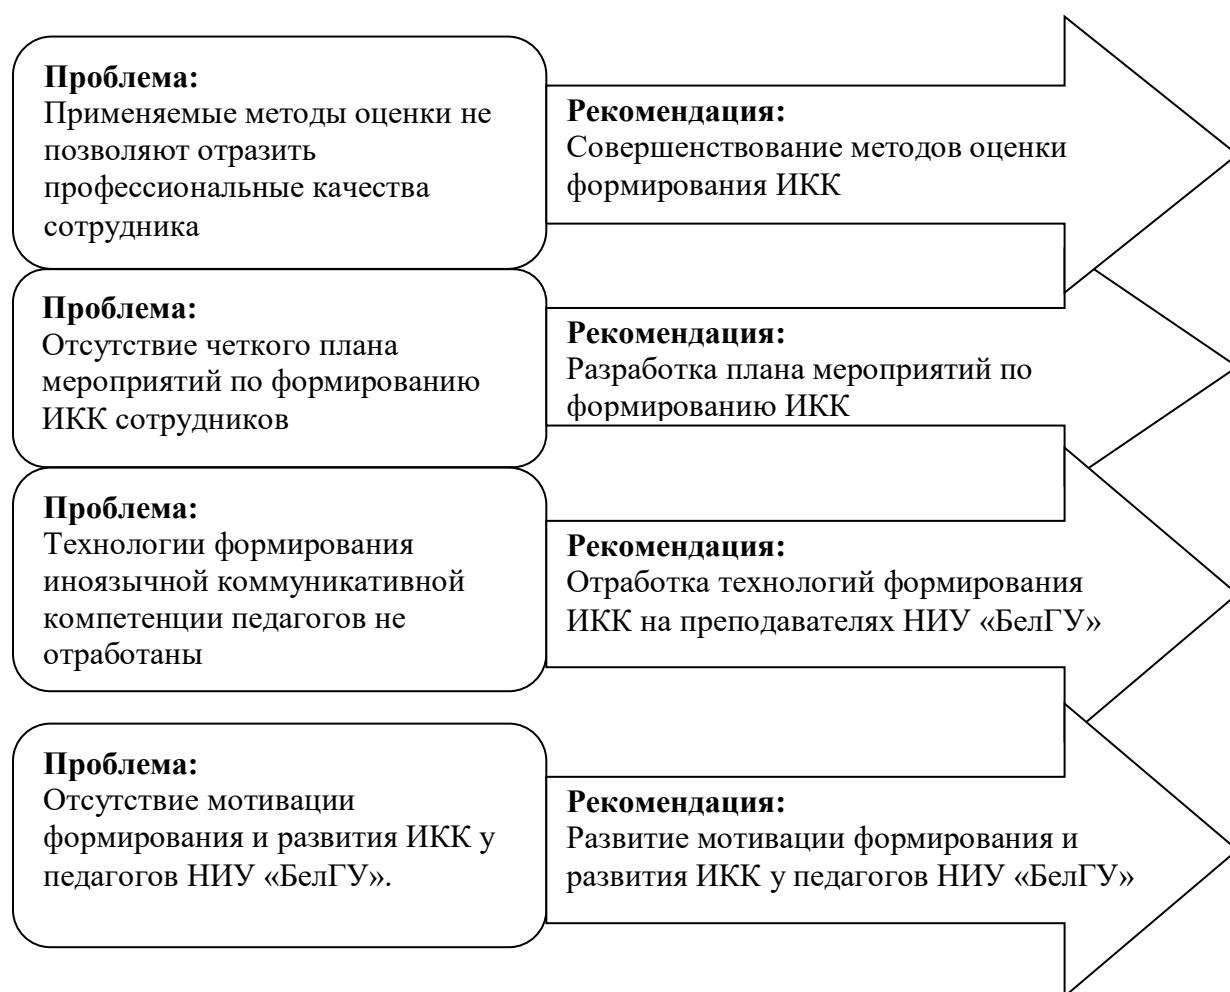 Проблема:
Применяемые методы оценки не
позволяют отразить
профессиональные качества
сотрудника
Рекомендация:
Совершенствование методов оценки
формирования ИКК
Проблема:
Отсутствие четкого плана
мероприятий по формированию
ИКК сотрудников
Рекомендация:
Разработка плана мероприятий по
формированию ИКК
Проблема:
Технологии формирования
иноязычной коммуникативной
компетенции педагогов не
отработаны
Рекомендация:
Отработка технологий формирования
ИКК на преподавателях НИУ «БелГУ»
Проблема:
Отсутствие мотивации
формирования и развития ИКК у
педагогов НИУ «БелГУ».
Рекомендация:
Развитие мотивации формирования и
развития ИКК у педагогов НИУ «БелГУ»